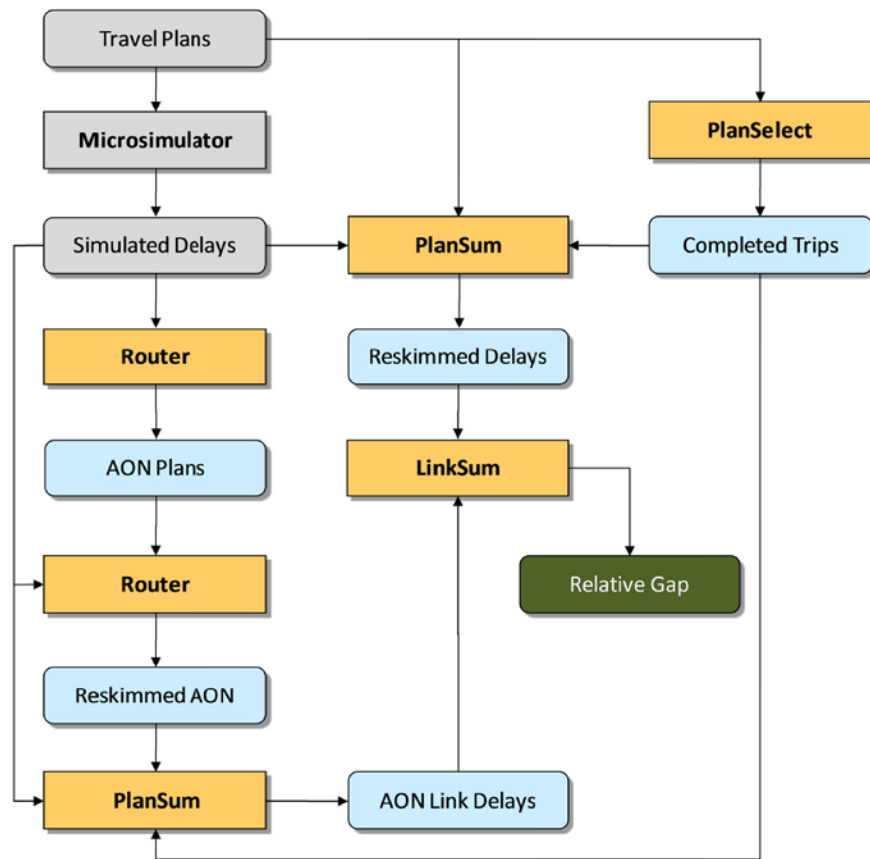 Travel Plans
Microsimulator
PlanSelect
Simulated Delays
PlanSum
Completed Trips
Router
Reskimmed Delays
AON Plans
LinkSum
Router
Relative Gap
Reskimmed AON
PlanSum
AON Link Delays